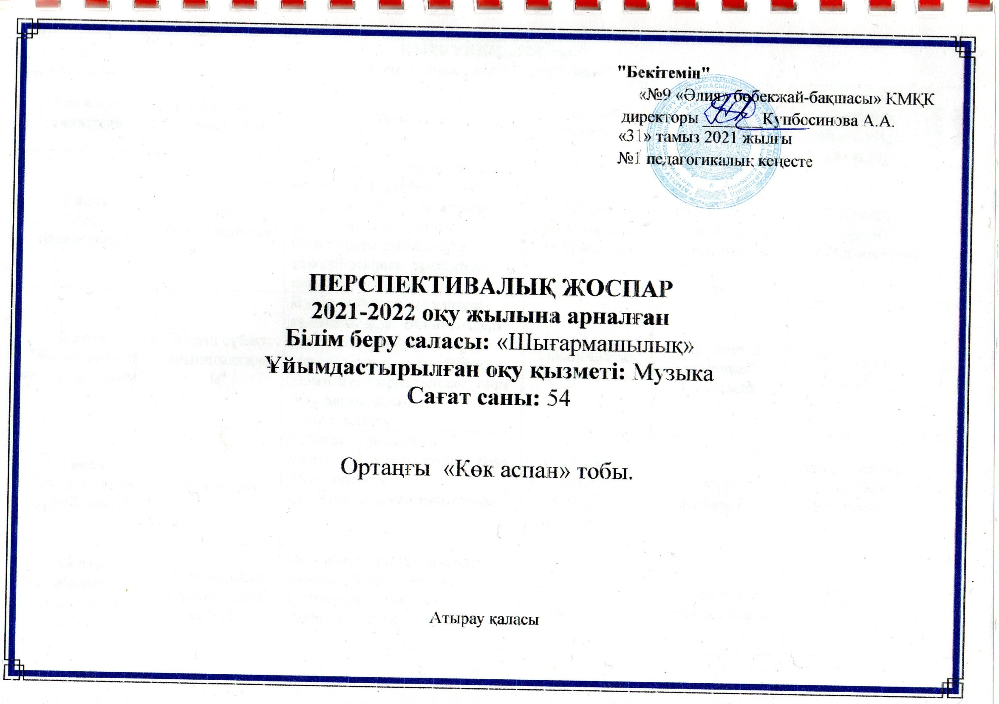 "Бекітемін"
«№9 «Әлия» бөбекжай-бақшасы» КМҚК
директоры _______Купбосинова А.А.
«31» тамыз 2021 жылғы
№1 педагогикалық кеңесте
ПЕРСПЕКТИВАЛЫҚ ЖОСПАР
2021-2022 оқу жылына арналған
Білім беру саласы: «Шығармашылық»
Ұйымдастырылған оқу қызметі: Музыка
Сағат саны: 54
Ортаңғы «Көк аспан» тобы.
Атырау қаласы